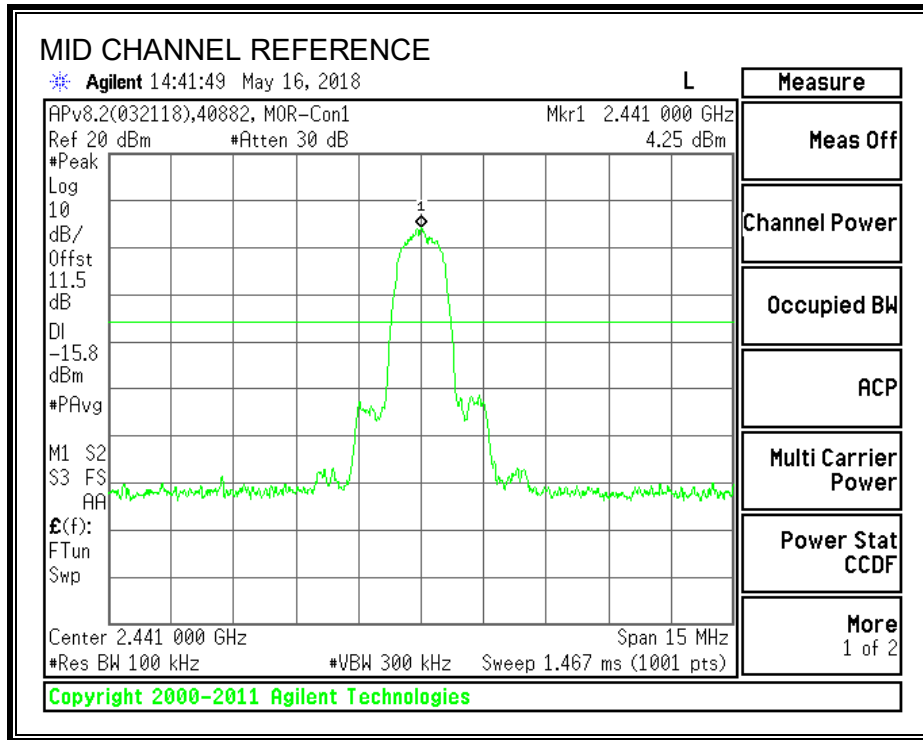 MID CHANNEL REFERENCE
Agilent 14:41:49 May 16, 2018 L
APv8.2(032118),40882, MOR-Con1 Mkr1 2.441 000 GHz
Ref 20 dBm #Atten 30 dB 4.25 dBm
#Peak
Log
10
dB/
Offst
11.5
dB
DI
-15.8
dBm
#PAvg
M1 S2
S3 FS
AA
£(f):
FTun
Swp
1
Center 2.441 000 GHz Span 15 MHz
#Res BW 100 kHz #VBW 300 kHz Sweep 1.467 ms (1001 pts)
Copyright 2000-2011 Agilent Technologies
Measure
Meas Off
Channel Power
Occupied BW
ACP
Multi Carrier
Power
Power Stat
CCDF
More
1 of 2